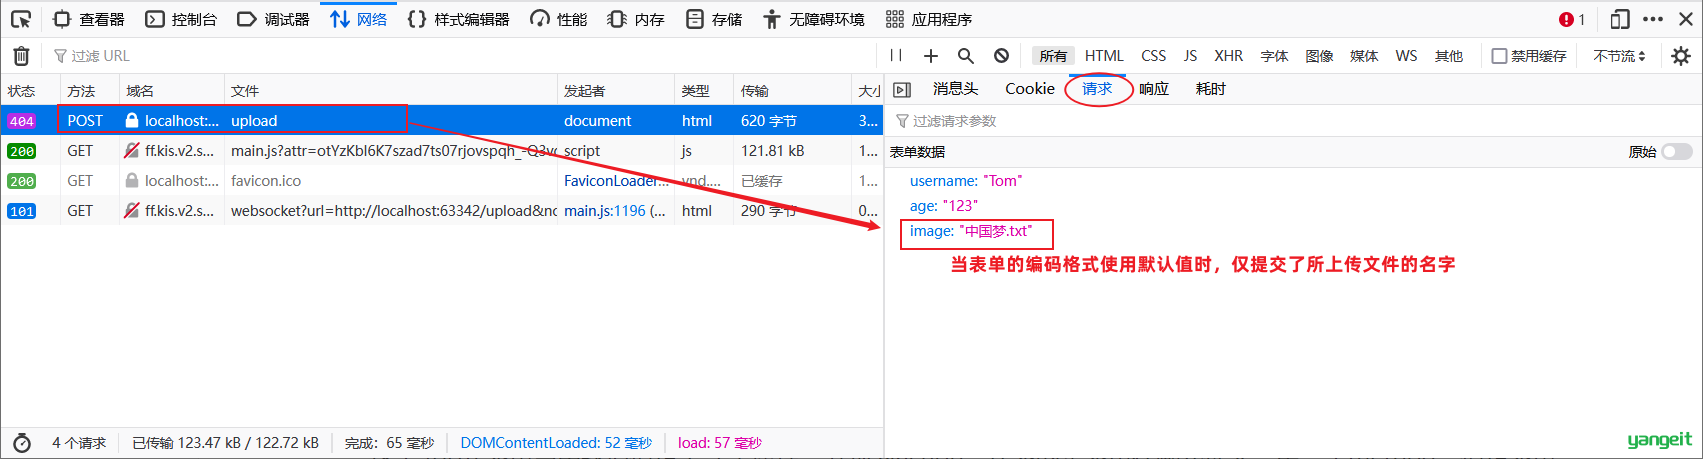 查看器 控制台 调试器 网络 样式编辑器 性能 内存 存储 无障碍环境 应用程序 1
过滤 URL
所有 HTML CSS JS XHR 字体 图像 媒体 WS 其他 禁用缓存 不节流
状态 方法 域名 文件 发起者 类型 传输 大小
404 POST localhost:... upload document html 620 字节 3...
200 GET ff.kis.v2.s... script js 121.81 kB 1...
200 GET localhost:... favicon.ico FaviconLoader... vnd.... 已缓存 1...
101 GET ff.kis.v2.s... websocket?url=http://localhost:63342/upload&nc main.js:1196 (... html 290 字节 0...
4 个请求 已传输 123.47 kB / 122.72 kB 完成：65 毫秒 DOMContentLoaded: 52 毫秒 load: 57 毫秒
消息头 Cookie 请求 响应 耗时
过滤请求参数
表单数据 原始
username: "Tom"
age: "123"
image: "中国梦.txt"
当表单的编码格式使用默认值时，仅提交了所上传文件的名字
yangeit